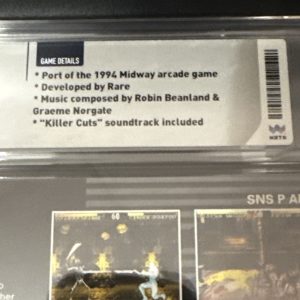 GAME DETAILS
* Port of the 1994 Midway arcade game
* Developed by Rare
* Music composed by Robin Beanland &
Graeme Norgate
* "Killer Cuts" soundtrack included
WATA
SNS P A
60